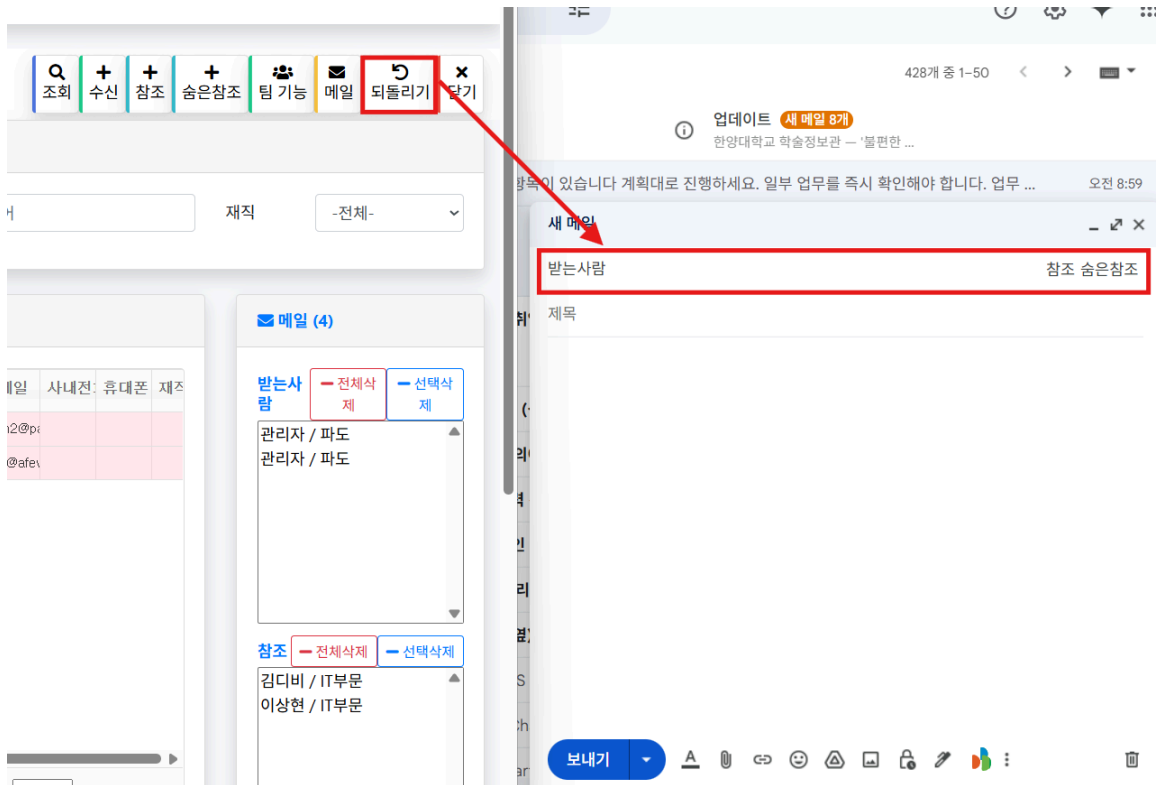 조회
수신
참조
숨은참조
팀 기능
메일
되돌리기
닫기
재직
-전체-
메일 (4)
사내전
휴대폰
재직
받는사람
전체삭제
선택삭제
관리자 / 파도
관리자 / 파도
참조
전체삭제
선택삭제
김디비 / IT부문
이상현 / IT부문
428개 중 1–50
업데이트
새 메일 8개
한양대학교 학술정보관 — '불편한 ...
있습니다 계획대로 진행하세요. 일부 업무를 즉시 확인해야 합니다. 업무 ...
오전 8:59
새 메일
받는사람
참조 숨은참조
제목
보내기